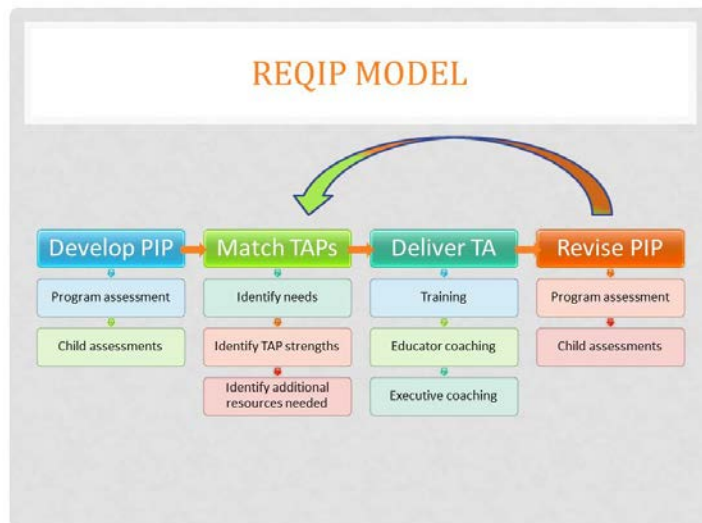 REQIP MODEL
Develop PIP
Program assessment
Child assessments
Match TAPs
Identify needs
Identify TAP strengths
Identify additional
resources needed
Deliver TA
Training
Educator coaching
Executive coaching
Revise PIP
Program assessment
Child assessments